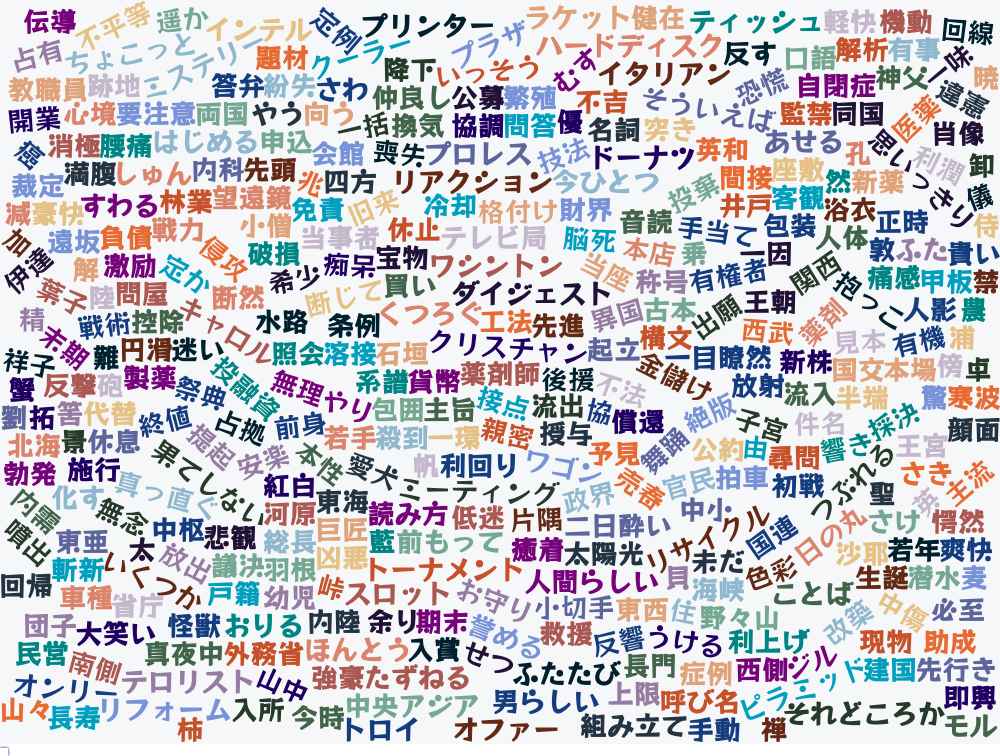 伝導 不平等 遥か インテル 定例 プリンター ラケット 健在 ティッシュ 軽快 機動 回線
占有 ちょこっと ミステリー 題材 クーラー プラザ ハードディスク 反す 口語 解析 有事 苦い 暁
教職員 跡地 答弁 紛失 さわ 降下 いっそう むす イタリアン 恐慌 自閉症 神父 違憲
開業 心境 要注意 両国 やう 向う 仲良し 公募 繁殖 不吉 そういえば 監禁 同国 医薬 肖像
癌 消極 腰痛 はじめる 申込 一括 換気 協調 問答 優 名詞 突き あせる 孔 思いっきり 利潤 卸
裁定 満腹 しゅん 内科 先頭 会館 喪失 プロレス 技法 ドーナツ 英和 座敷 然 新薬 儀
減 豪快 すわる 林業 望遠鏡 兆 四方 リアクション 今ひとつ 投棄 間接 客観 浴衣 正時 侍
加 遠坂 負債 戦力 小僧 免責 旧来 冷却 格付け 財界 音読 井戸 包装 人体 敦 ふた 貴い
伊達 解 激励 定か 侵攻 破損 当事者 休止 テレビ局 脳死 本店 乗 手当て 一因 関西 抱っこ 痛感 甲板 禁
葉子 陸 問屋 断然 希少 痴呆 宝物 ワシントン 当座 称号 有権者 人影 農
精 未期 戦術 控除 キャロル 水路 断じて 買い ダイジェスト 異国 古本 出願 王朝 薬剤 見本 有機 浦
祥子 難 円滑 迷い 照会 条例 溶接 石垣 くつろぐ 工法 先進 構文 西武 国文 本場 傍 卓
蟹 反撃 砲 製薬 祭典 投融資 無理やり 系譜 貨幣 クリスチャン 薬剤師 起立 後援 不法 金儲け 一目瞭然 新株 放射 流入 半端 驚 寒波
劉 拓 答 代替 終値 占拠 前身 包囲 主旨 接点 流出 協 償還 絶版 子宮 件名 響き 採決 顔面
北海 景 休息 提起 安楽 本性 若手 殺到 一環 親密 授与 予見 舞踊 公約 由 尋問 王宮
勃発 施行 果てしない 紅白 愛犬 帆 利回り ワゴン 売春 官民 拍車 初戦 つぶれる 聖 さき 主流
内需 化す 真っ直ぐ 無念 河原 東海 ミーティング 政界 中小 英
噴出 東亜 太 中枢 悲観 総長 巨匠 読み方 低迷 片隅 二日酔い リサイクル 国連 日の丸 さけ 愕然
回帰 斬新 いくつか 放出 議決 羽根 凶悪 藍 前もって 癒着 太陽光 未だ 沙耶 若年 爽快
車種 省庁 戸籍 幼児 峠 トーナメント スロット お守り 人間らしい 貝 海峡 色彩 ことば 生誕 潜水 麦
団子 大笑い 怪獣 おりる 内陸 余り 期末 誉める 小切手 東西 住 野々山 改築 中傷 必至
民営 南側 真夜中 外務省 ほんとう 入賞 せつ 救援 反響 うける 利上げ 現物 助成
オンリー テロリスト 山中 強豪 たずねる ふたたび 長門 症例 西側 ジル 建国 先行き
山々 長寿 リフォーム 入所 今時 中央アジア 男らしい 上限 呼び名 ピラミッド それどころか 即興
柿 トロイ オファー 組み立て 手動 禅 モル